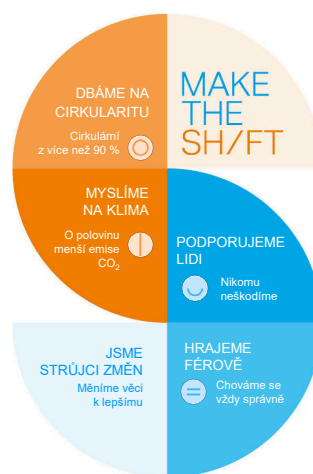 DBÁME NA
CIRKULARITU
Cirkulární
z více než 90 %
MAKE
THE
SH/FT
MYSLÍME
NA KLIMA
O polovinu
menší emise
CO₂
PODPORUJEME
LIDI
Nikomu
neškodíme
JSME
STRŮJCI ZMĚN
Měníme věci
k lepšímu
HRAJEME
FÉROVĚ
Chováme se
vždy správně